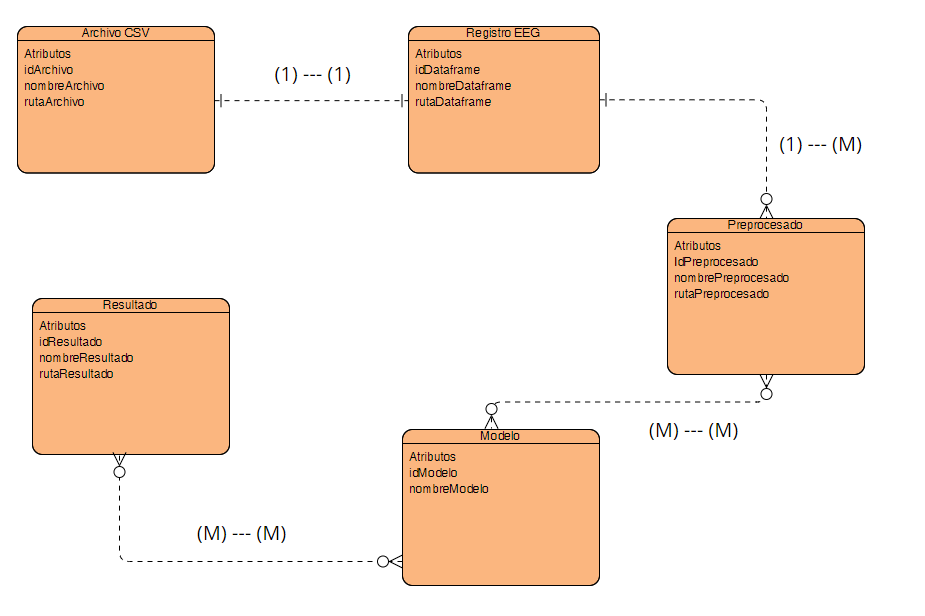 Archivo CSV
Atributos
idArchivo
nombreArchivo
rutaArchivo
(1) --- (1)
Registro EEG
Atributos
idDataframe
nombreDataframe
rutaDataframe
(1) --- (M)
Preprocesado
Atributos
IdPreprocesado
nombrePreprocesado
rutaPreprocesado
Resultado
Atributos
idResultado
nombreResultado
rutaResultado
(M) --- (M)
Modelo
Atributos
idModelo
nombreModelo
(M) --- (M)